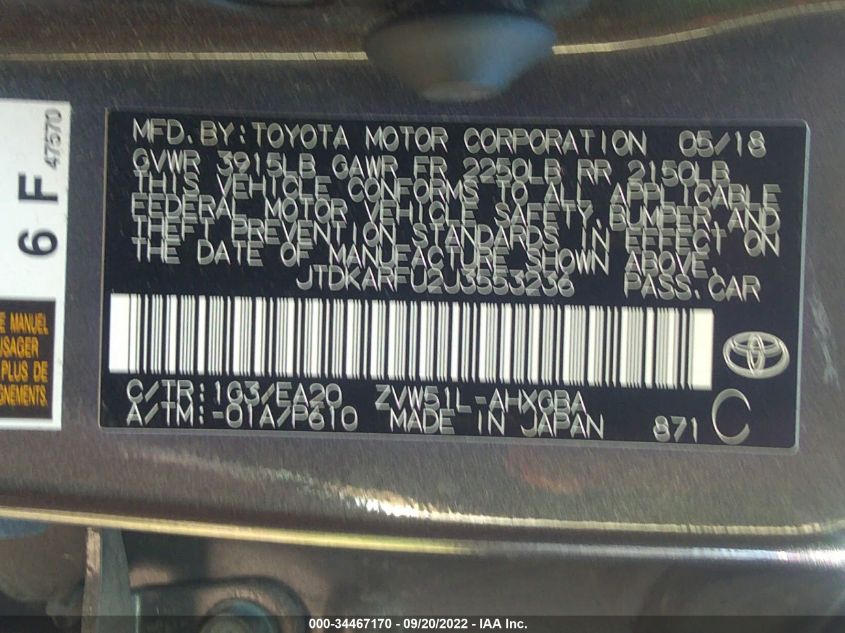 MFD. BY: TOYOTA MOTOR CORPORATION 05/18
GVWR 3915LB GAWR FR 2250LB RR 2150LB
THIS VEHICLE CONFORMS TO ALL APPLICABLE
FEDERAL MOTOR VEHICLE SAFETY, BUMPER, AND
THEFT PREVENTION STANDARDS IN EFFECT ON
THE DATE OF MANUFACTURE SHOWN ABOVE.
JTDKARFU2J3553236 PASS. CAR
C/TR: 1G3/EA20 ZVW51L-AHXGBA
A/TM: -01A/P610 MADE IN JAPAN 871 C
6 F
47570
MANUEL
PLUS DE
000-34467170 - 09/20/2022 - IAA Inc.